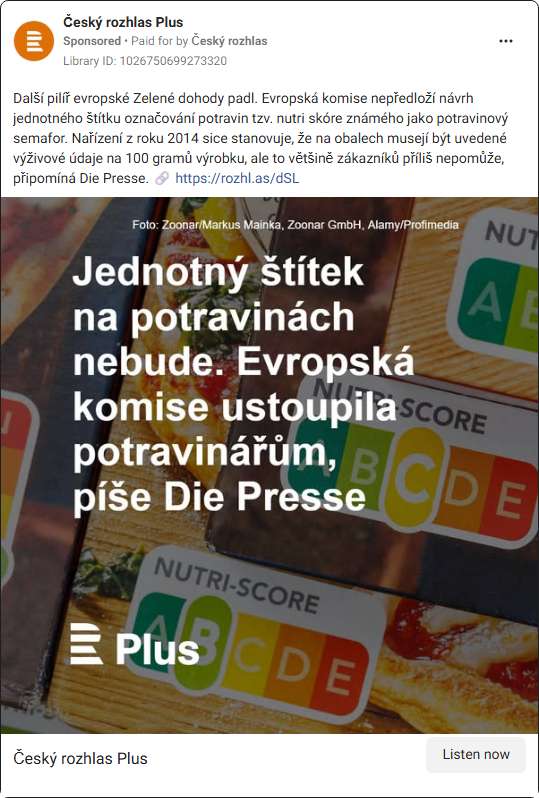 Český rozhlas Plus
Sponsored • Paid for by Český rozhlas
Library ID: 1026750699273320
Další pilíř evropské Zelené dohody padl. Evropská komise nepředloží návrh
jednotného štítku označování potravin tzv. nutri skóre známého jako potravinový
semafor. Nařízení z roku 2014 sice stanovuje, že na obalech musejí být uvedené
výživové údaje na 100 gramů výrobku, ale to většině zákazníků příliš nepomůže,
připomíná Die Presse. 🔗 https://rozhl.as/dSL
Foto: Zoonar/Markus Mainka, Zoonar GmbH, Alamy/Profimedia
Jednotný štítek
na potravinách
nebude. Evropská
komise ustoupila
potravinářům,
píše Die Presse
NUT
A B
NUTRI-SCORE
A B C D E
NUTRI-SCORE
A B C D E
Plus
Český rozhlas Plus
Listen now